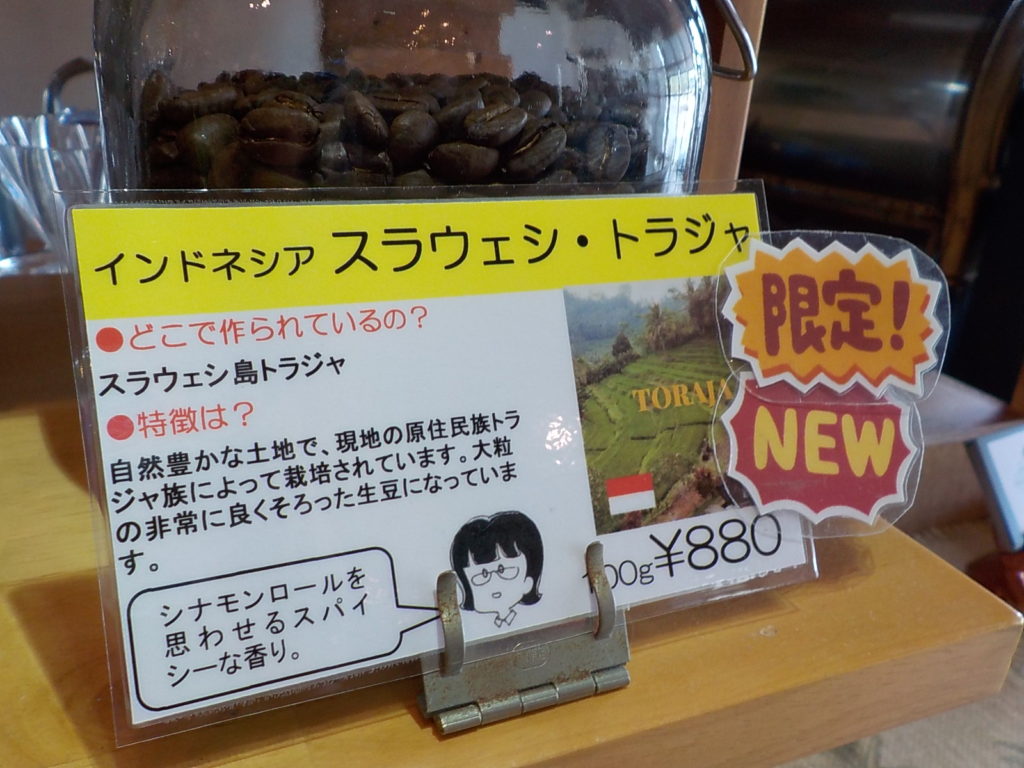 インドネシア スラウェシ・トラジャ
●どこで作られているの？
スラウェシ島トラジャ
●特徴は？
自然豊かな土地で、現地の原住民族トラ
ジャ族によって栽培されています。大粒
の非常に良くそろった生豆になっていま
す。
シナモンロールを
思わせるスパイ
シーな香り。
TORAJA
限定!
NEW
100g¥880